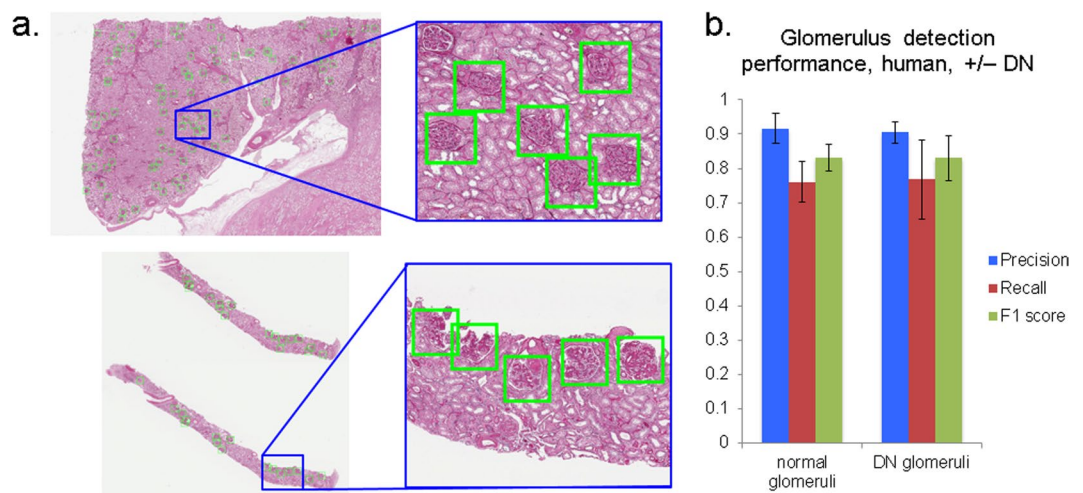 a.
b.
Glomerulus detection
performance, human, +/– DN
1
0.9
0.8
0.7
0.6
0.5
0.4
0.3
0.2
0.1
0
normal
glomeruli
DN glomeruli
Precision
Recall
F1 score